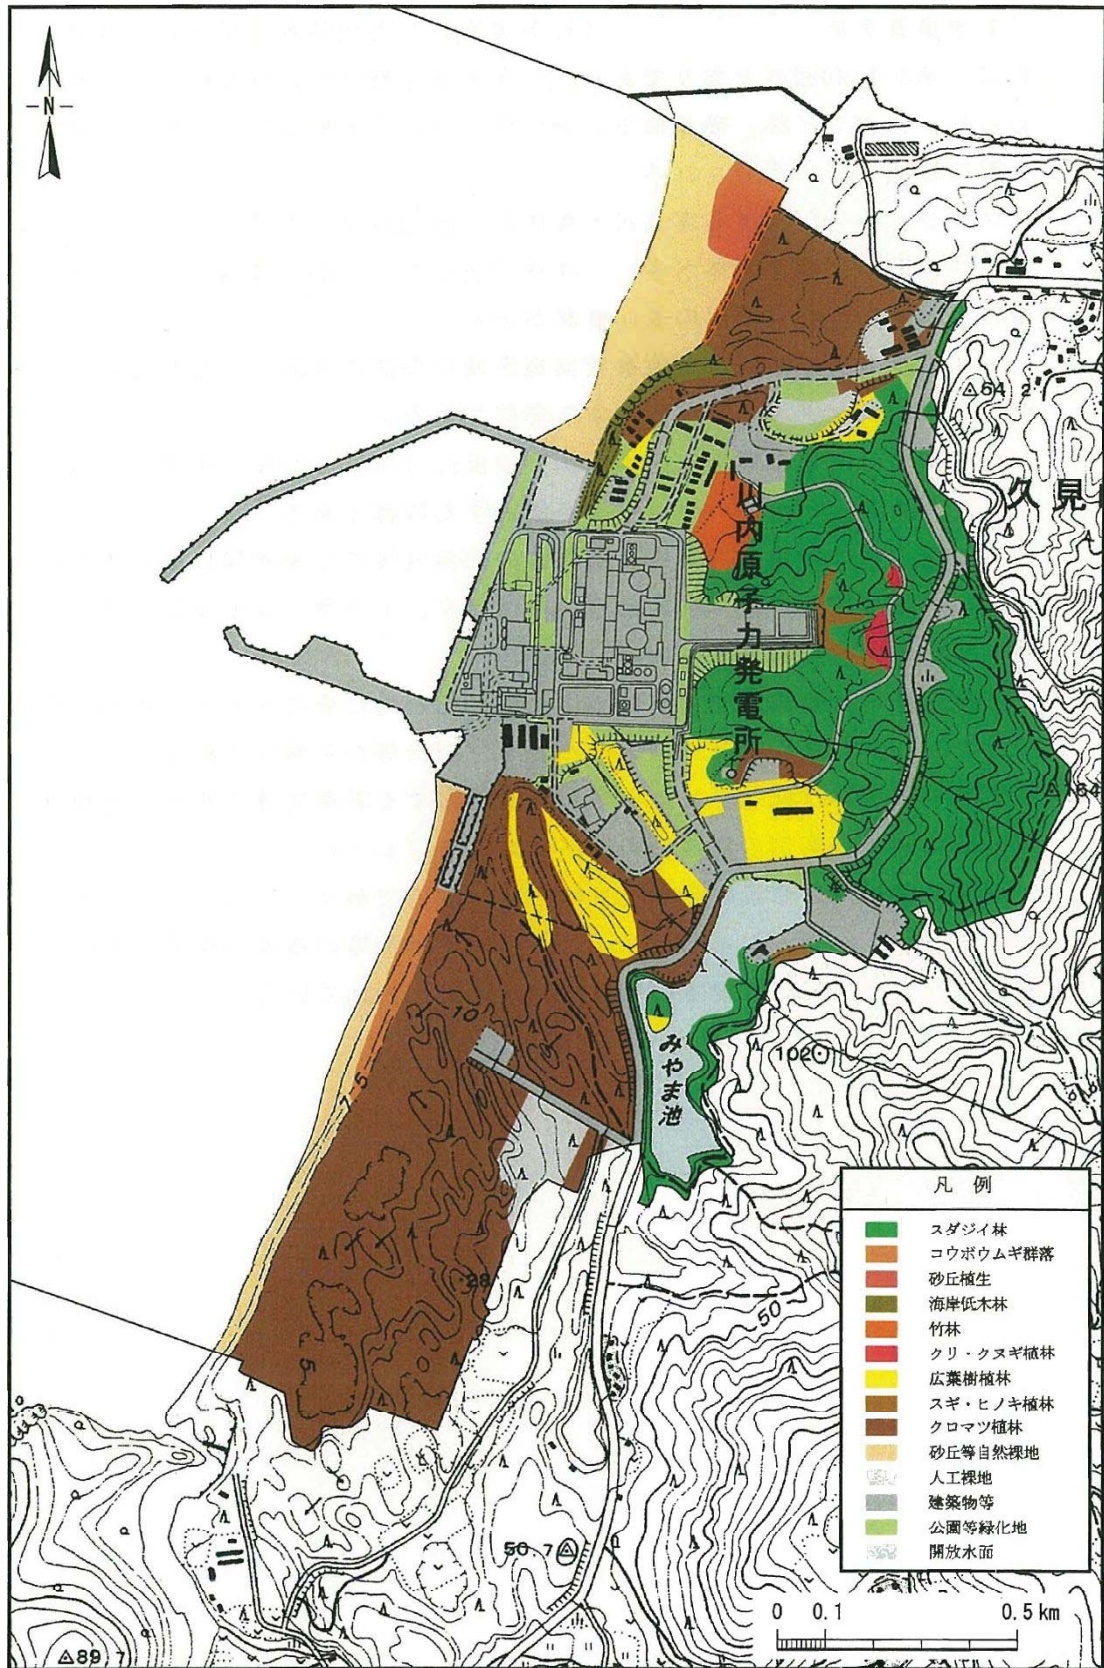 N
64.2
久見
川内原子力発電所
164
10
7-5
みやま池
102
28
5
50
50.7
89.7
凡例
スダジイ林
コウボウムギ群落
砂丘植生
海岸低木林
竹林
クリ・クヌギ植林
広葉樹植林
スギ・ヒノキ植林
クロマツ植林
砂丘等自然裸地
人工裸地
建築物等
公園等緑化地
開放水面
0 0.1 0.5km